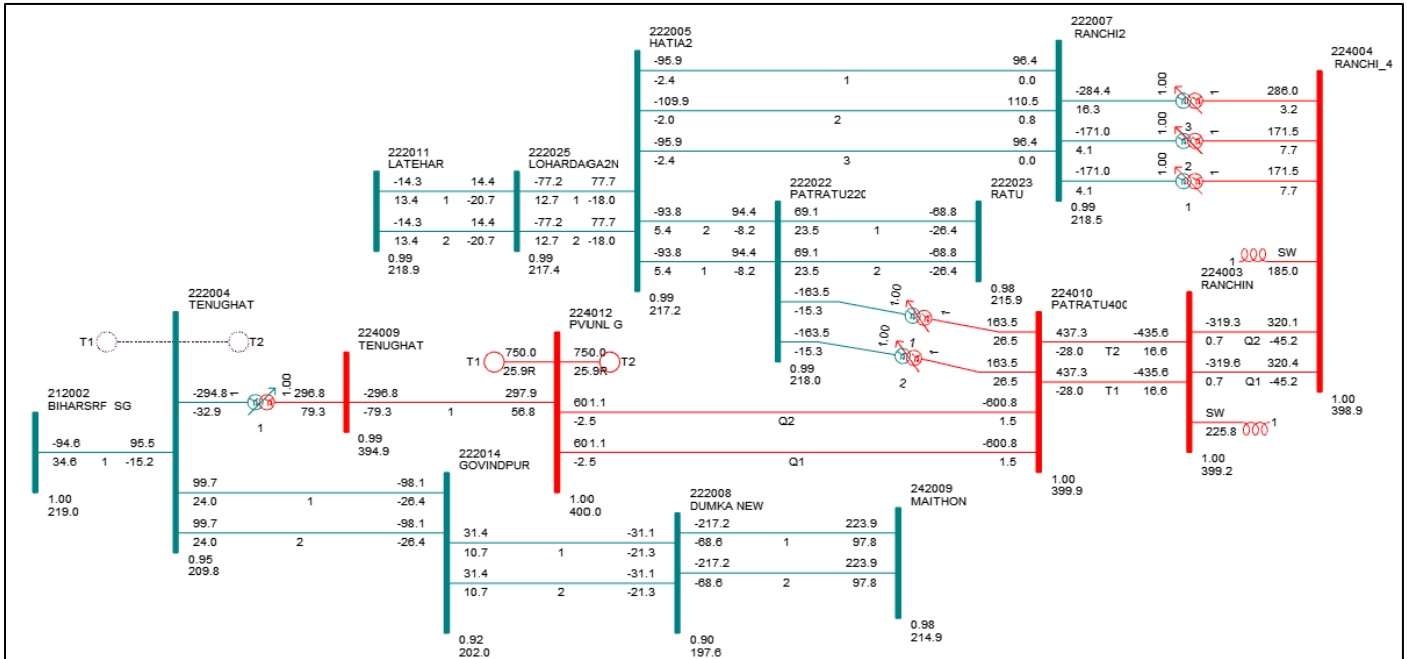 222005
HATIA2
222007
RANCHI2
224004
RANCHI_4
-95.9 96.4
-2.4 1 0.0
-109.9 110.5
-2.0 2 0.8
-95.9 96.4
-2.4 3 0.0
-284.4 1.00 1 286.0
16.3 3 3.2
-171.0 1.00 1 171.5
4.1 2 7.7
-171.0 1.00 1 171.5
4.1 1 7.7
0.99
218.5
222011
LATEHAR
222025
LOHARDAGA2N
-14.3 14.4
13.4 1 -20.7
-14.3 14.4
13.4 2 -20.7
0.99
218.9
-77.2 77.7
12.7 1 -18.0
-77.2 77.7
12.7 2 -18.0
0.99
217.4
222022
PATRATU220
222023
RATU
-93.8 94.4
5.4 2 -8.2
-93.8 94.4
5.4 1 -8.2
0.99
217.2
69.1 -68.8
23.5 1 -26.4
69.1 -68.8
23.5 2 -26.4
0.98
215.9
-163.5 1.00 1 163.5
-15.3 1 26.5
-163.5 1.00 1 163.5
-15.3 2 26.5
0.99
218.0
1 SW
185.0
224003
RANCHIN
224010
PATRATU400
437.3 -435.6
-28.0 T2 16.6
437.3 -435.6
-28.0 T1 16.6
-319.3 320.1
0.7 Q2 -45.2
-319.6 320.4
0.7 Q1 -45.2
1.00
398.9
SW
225.8 1
1.00
399.2
1.00
399.9
222004
TENUGHAT
T1 T2
224009
TENUGHAT
224012
PVUNL G
T1 750.0 750.0 T2
25.9R 25.9R
212002
BIHARSRF SG
-94.6 95.5
34.6 1 -15.2
1.00
219.0
-294.8 1 1.00 296.8
-32.9 1 79.3
-296.8 297.9
-79.3 1 56.8
0.99
394.9
601.1 -600.8
-2.5 Q2 1.5
601.1 -600.8
-2.5 Q1 1.5
1.00
400.0
222014
GOVINDPUR
99.7 -98.1
24.0 1 -26.4
99.7 -98.1
24.0 2 -26.4
0.95
209.8
222008
DUMKA NEW
242009
MAITHON
31.4 -31.1
10.7 1 -21.3
31.4 -31.1
10.7 2 -21.3
0.92
202.0
-217.2 223.9
-68.6 1 97.8
-217.2 223.9
-68.6 2 97.8
0.90
197.6
0.98
214.9